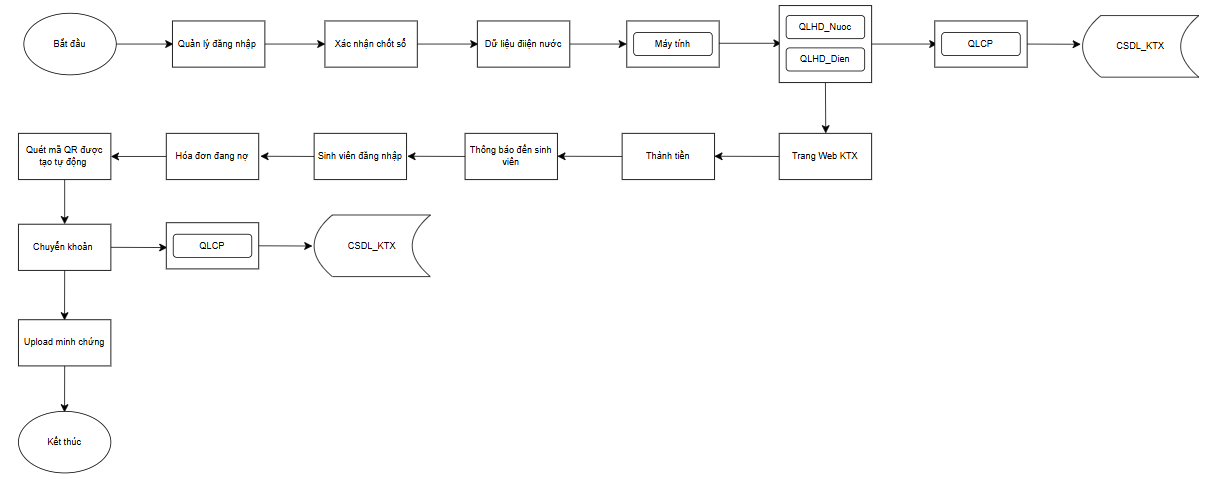 Bắt đầu
Quản lý đăng nhập
Xác nhận chốt số
Dữ liệu điiện nước
Máy tính
QLHD_Nuoc
QLHD_Dien
QLCP
CSDL_KTX
Quét mã QR được
tạo tự động
Hóa đơn đang nợ
Sinh viên đăng nhập
Thông báo đến sinh
viên
Thành tiền
Trang Web KTX
Chuyển khoản
QLCP
CSDL_KTX
Upload minh chứng
Kết thúc